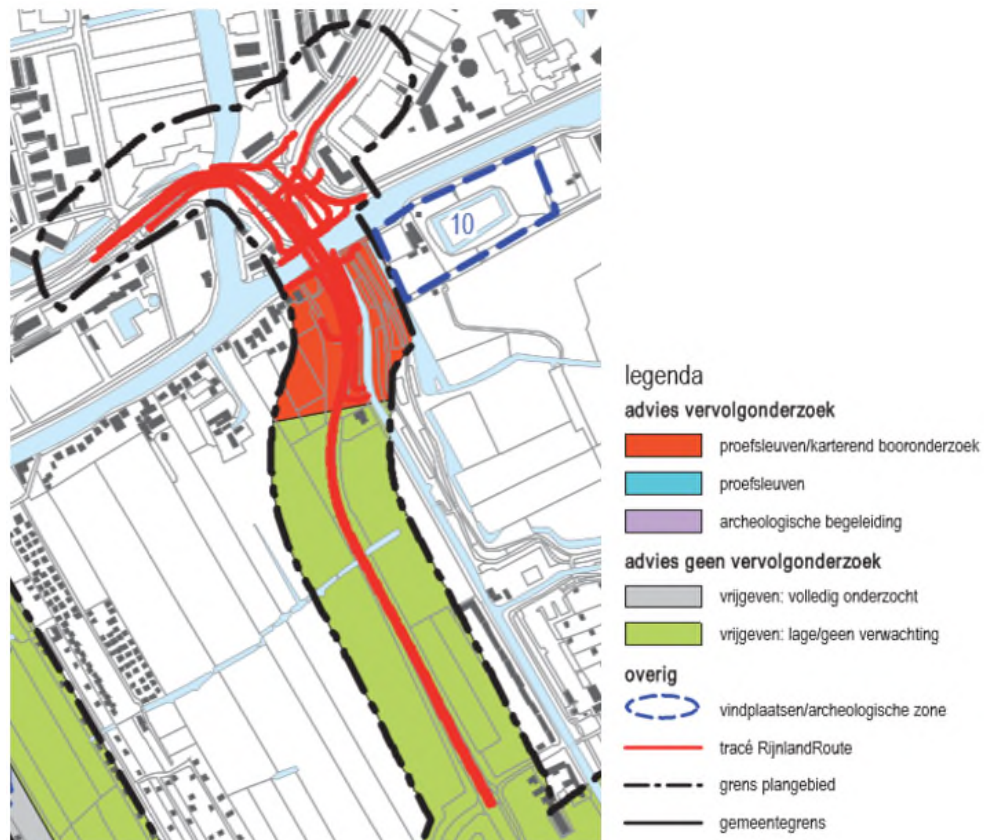 10
legenda
advies vervolgonderzoek
proefsleuven/karterend booronderzoek
proefsleuven
archeologische begeleiding
advies geen vervolgonderzoek
vrijgeven: volledig onderzocht
vrijgeven: lage/geen verwachting
overig
vindplaatsen/archeologische zone
tracé RijnlandRoute
grens plangebied
gemeentegrens